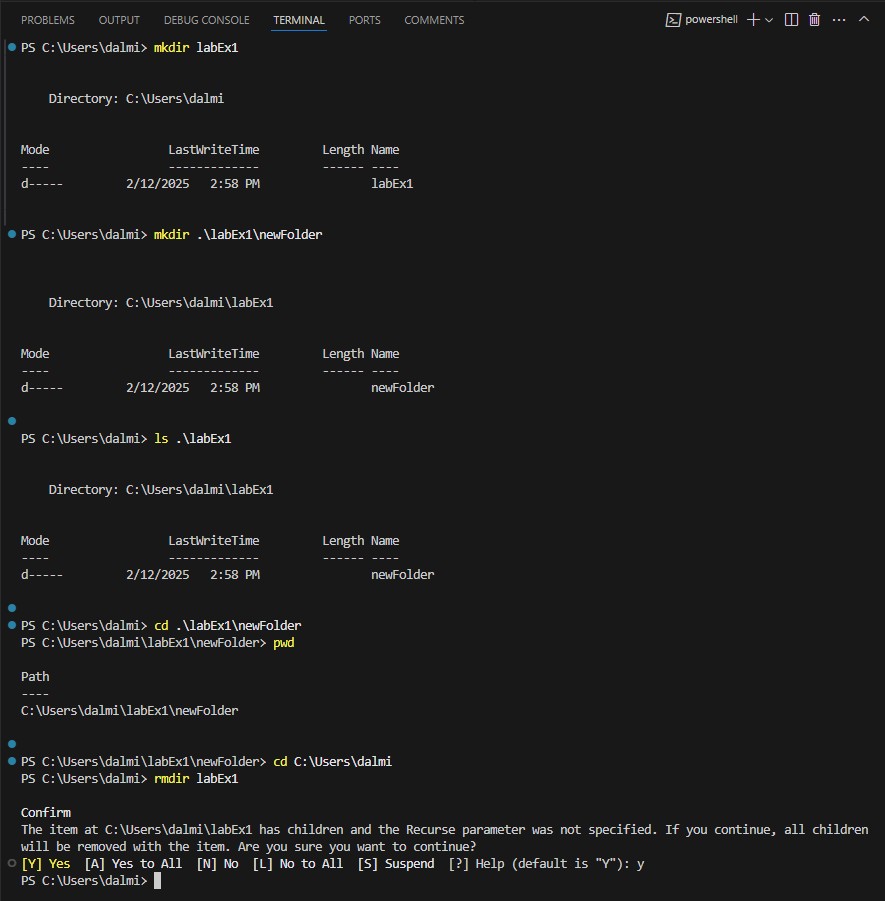 PROBLEMS OUTPUT DEBUG CONSOLE TERMINAL PORTS COMMENTS powershell
PS C:\Users\dalmi> mkdir labEx1
Directory: C:\Users\dalmi
Mode LastWriteTime Length Name
---- ------------- ------ ----
d----- 2/12/2025 2:58 PM labEx1
PS C:\Users\dalmi> mkdir .\labEx1\newFolder
Directory: C:\Users\dalmi\labEx1
Mode LastWriteTime Length Name
---- ------------- ------ ----
d----- 2/12/2025 2:58 PM newFolder
PS C:\Users\dalmi> ls .\labEx1
Directory: C:\Users\dalmi\labEx1
Mode LastWriteTime Length Name
---- ------------- ------ ----
d----- 2/12/2025 2:58 PM newFolder
PS C:\Users\dalmi> cd .\labEx1\newFolder
PS C:\Users\dalmi\labEx1\newFolder> pwd
Path
----
C:\Users\dalmi\labEx1\newFolder
PS C:\Users\dalmi\labEx1\newFolder> cd C:\Users\dalmi
PS C:\Users\dalmi> rmdir labEx1
Confirm
The item at C:\Users\dalmi\labEx1 has children and the Recurse parameter was not specified. If you continue, all children
will be removed with the item. Are you sure you want to continue?
[Y] Yes [A] Yes to All [N] No [L] No to All [S] Suspend [?] Help (default is "Y"): y
PS C:\Users\dalmi>